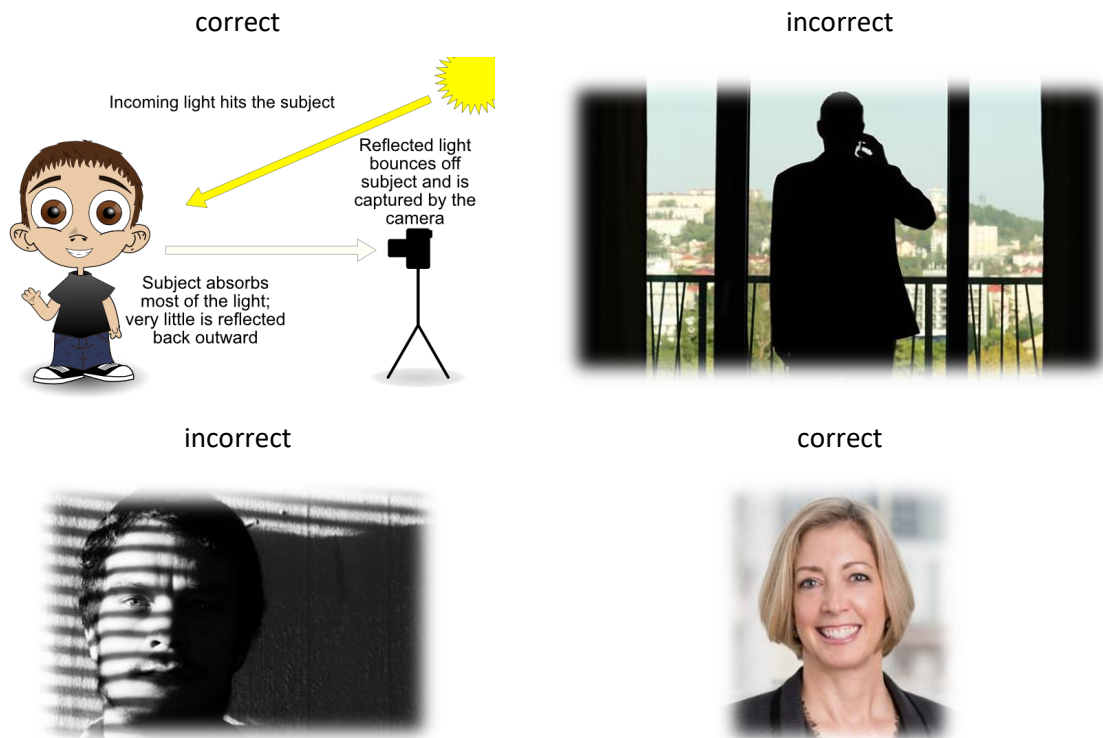 correct
incorrect
Incoming light hits the subject
Reflected light
bounces off
subject and is
captured by the
camera
Subject absorbs
most of the light;
very little is reflected
back outward
incorrect
correct